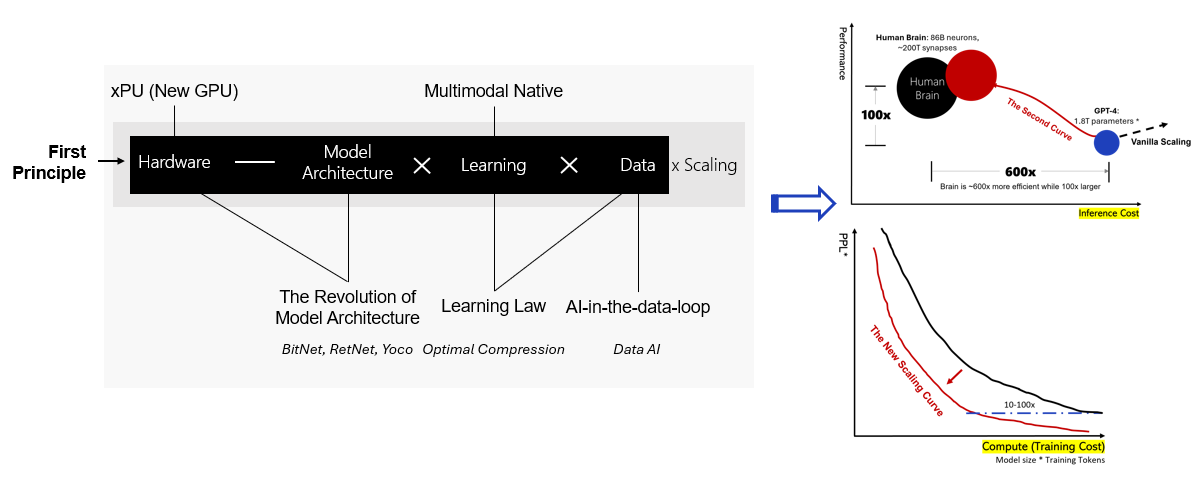 xPU (New GPU)
Multimodal Native
First
Principle
Hardware
Model
Architecture
Learning
Data
x Scaling
The Revolution of
Model Architecture
Learning Law
AI-in-the-data-loop
BitNet, RetNet, Yoco
Optimal Compression
Data AI
Performance
Human Brain: 86B neurons,
~200T synapses
Human
Brain
100x
The Second Curve
GPT-4:
1.8T parameters *
Vanilla Scaling
600x
Brain is ~600x more efficient while 100x larger
Inference Cost
PPL*
The New Scaling Curve
10-100x
Compute (Training Cost)
Model size * Training Tokens